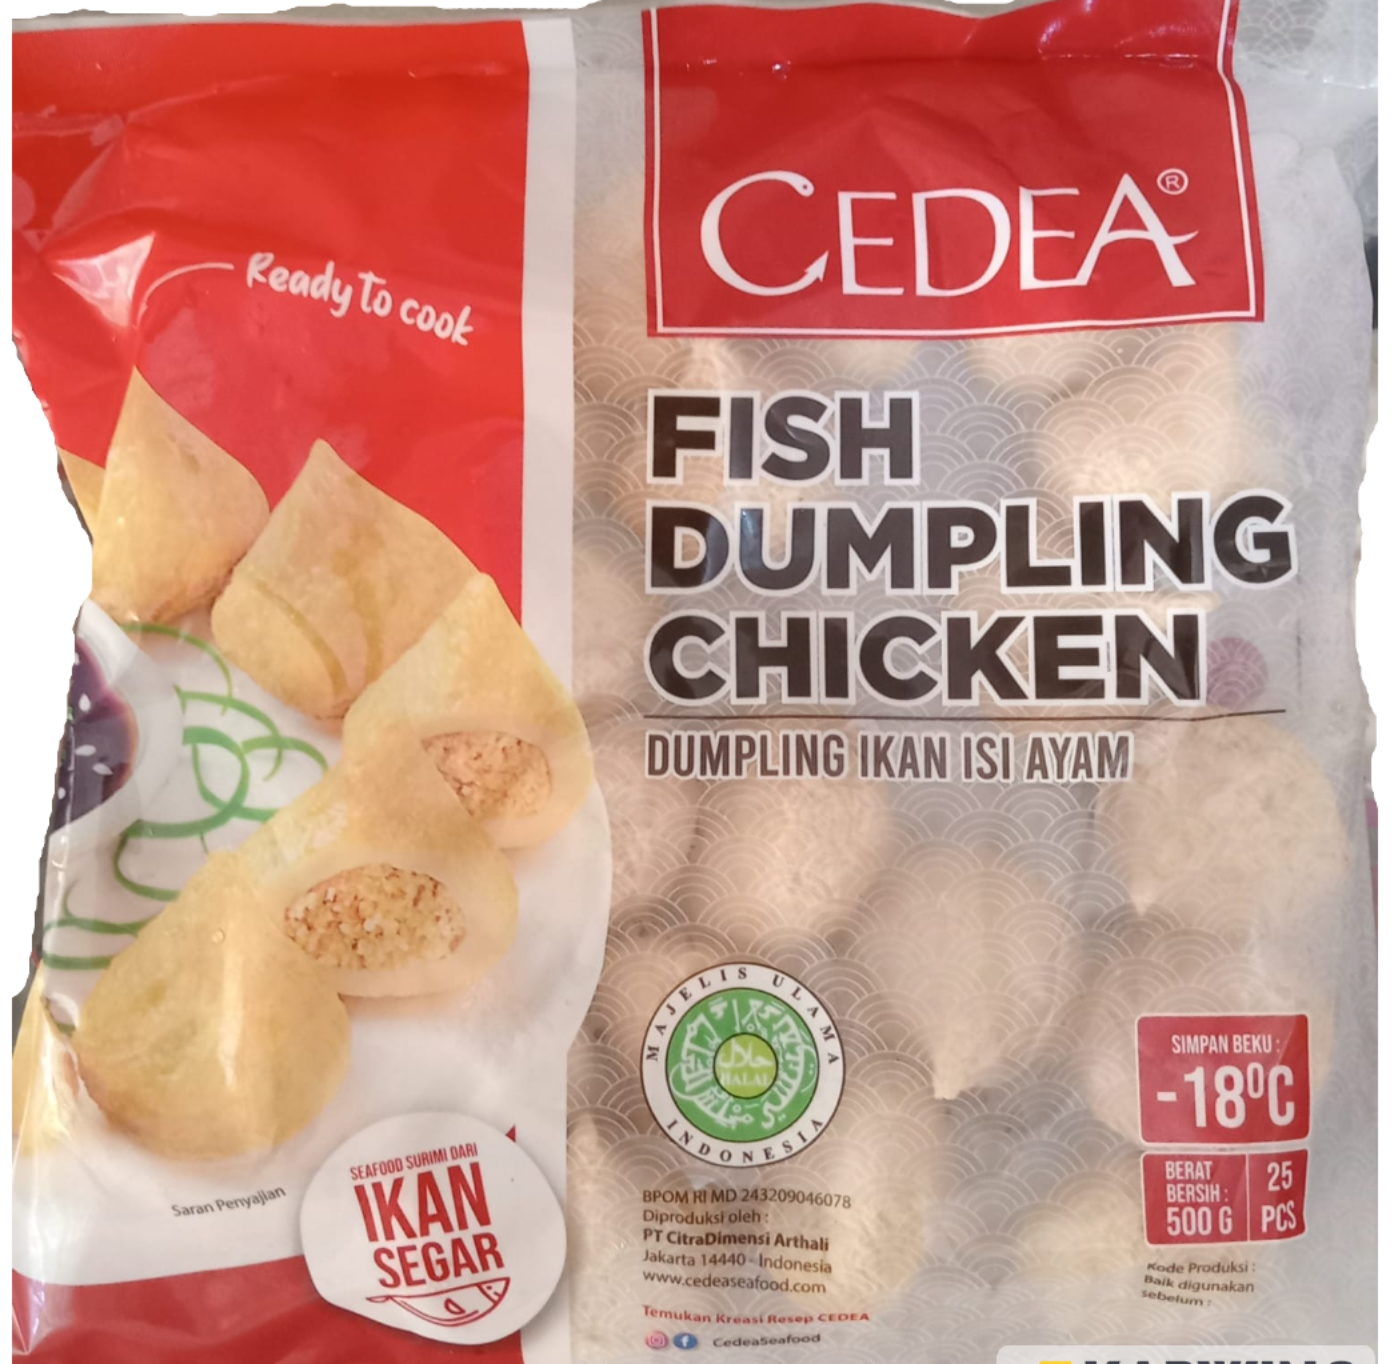 Ready to cook
CEDEA®
FISH
DUMPLING
CHICKEN
DUMPLING IKAN ISI AYAM
MAJELIS ULAMA
حلال
HALAL
INDONESIA
SIMPAN BEKU :
-18ºC
BERAT
BERSIH :
500 G
25
PCS
SEAFOOD SURIMI DARI
IKAN
SEGAR
Saran Penyajian
BPOM RI MD 243209046078
Diproduksi oleh :
PT CitraDimensi Arthali
Jakarta 14440 - Indonesia
www.cedeaseafood.com
Temukan Kreasi Resep CEDEA
CedeaSeafood
Kode Produksi :
Baik digunakan
sebelum :